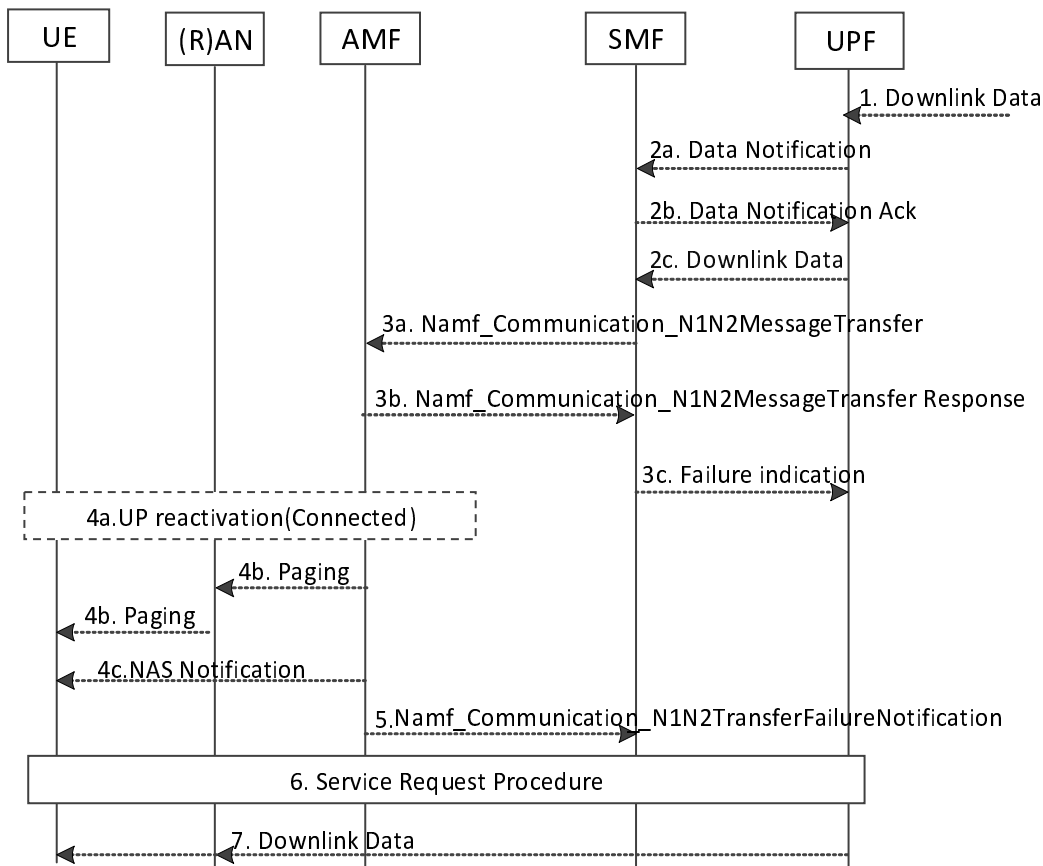 UE
(R)AN
AMF
SMF
UPF
1. Downlink Data
2a. Data Notification
2b. Data Notification Ack
2c. Downlink Data
3a. Namf_Communication_N1N2MessageTransfer
3b. Namf_Communication_N1N2MessageTransfer Response
3c. Failure indication
4a.UP reactivation(Connected)
4b. Paging
4b. Paging
4c.NAS Notification
5.Namf_Communication_N1N2TransferFailureNotification
6. Service Request Procedure
7. Downlink Data